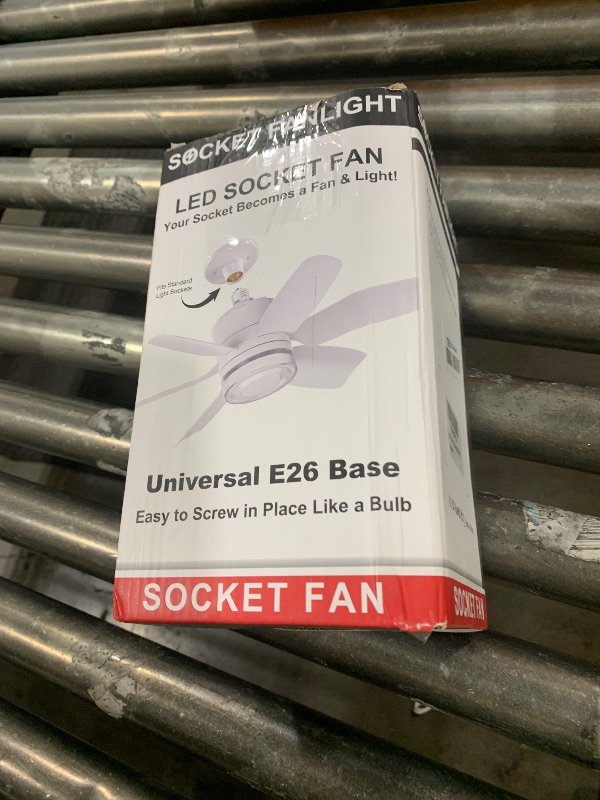 SOCKET FANLIGHT
LED SOCKET FAN
Your Socket Becomes a Fan & Light!
Fits Standard
Light Sockets
Universal E26 Base
Easy to Screw in Place Like a Bulb
SOCKET FAN
SOCKET FAN